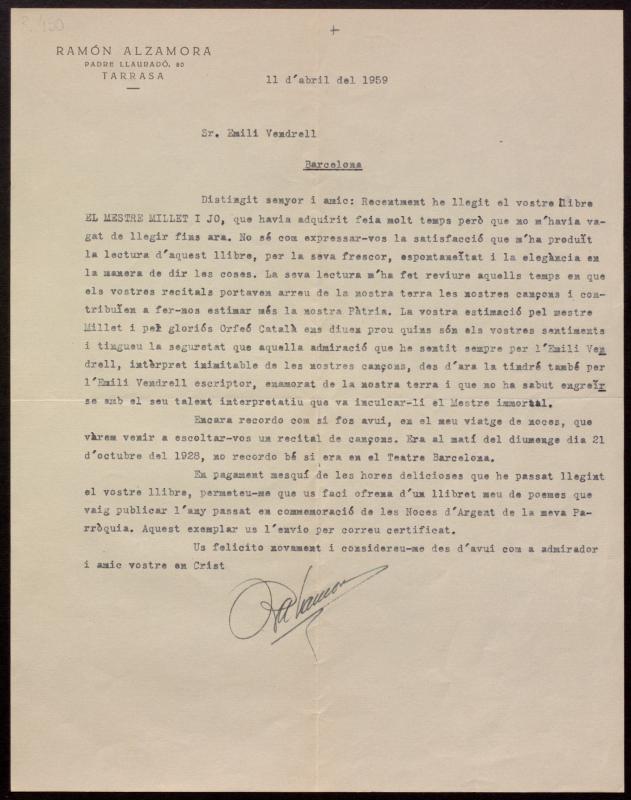 R. 450
+
RAMÓN ALZAMORA
PADRE LLAURADÓ, 80
TARRASA
11 d'abril del 1959
Sr. Emili Vendrell
Barcelona
Distingit senyor i amic: Recentment he llegit el vostre llibre
EL MESTRE MILLET I JO, que havia adquirit feia molt temps però que no m'havia va-
gat de llegir fins ara. No sé com expressar-vos la satisfacció que m'ha produït
la lectura d'aquest llibre, per la seva frescor, espontaneïtat i la elegància en
la manera de dir les coses. La seva lectura m'ha fet reviure aquells temps en que
els vostres recitals portaven arreu de la nostra terra les nostres cançons i con-
tribuïen a fer-nos estimar més la nostra Pàtria. La vostra estimació pel mestre
Millet i pel gloriós Orfeó Català ens diuen prou quins són els vostres sentiments
i tingueu la seguretat que aquella admiració que he sentit sempre per l'Emili Ven
drell, intèrpret inimitable de les nostres cançons, des d'ara la tindré també per
l'Emili Vendrell escriptor, enamorat de la nostra terra i que no ha sabut engreïr
se amb el seu talent interpretatiu que va inculcar-li el Mestre immortal.
Encara recordo com si fos avui, en el meu viatge de noces, que
vàrem venir a escoltar-vos un recital de cançons. Era al matí del diumenge dia 21
d'octubre del 1928, no recordo bé si era en el Teatre Barcelona.
En pagament mesquí de les hores delicioses que he passat llegint
el vostre llibre, permeteu-me que us faci ofrena d'un llibret meu de poemes que
vaig publicar l'any passat en commemoració de les Noces d'Argent de la meva Pa-
rròquia. Aquest exemplar us l'envio per correu certificat.
Us felicito novament i considereu-me des d'avui com a admirador
i amic vostre en Crist